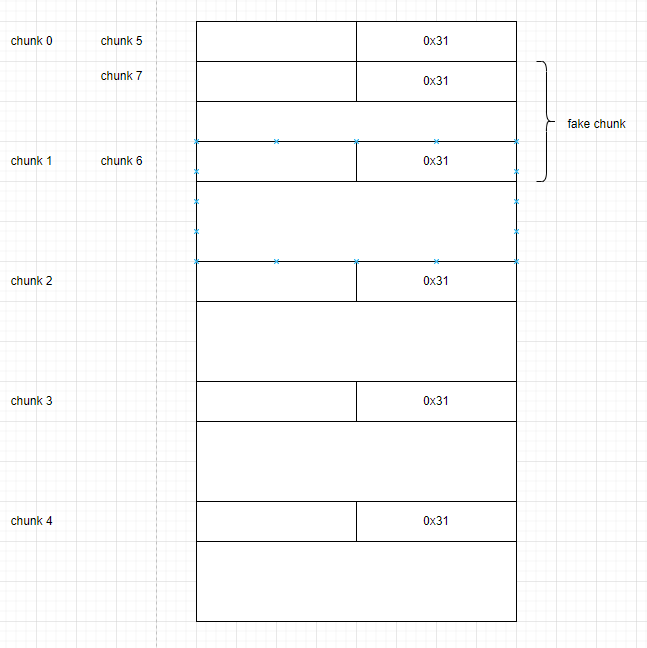 chunk 0 chunk 5 0x31
chunk 7 0x31
fake chunk
chunk 1 chunk 6 0x31
chunk 2 0x31
chunk 3 0x31
chunk 4 0x31